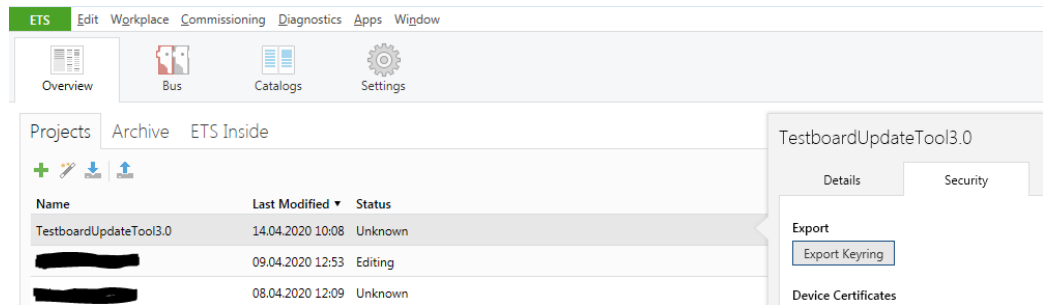 ETS Edit Workplace Commissioning Diagnostics Apps Window
Overview Bus Catalogs Settings
Projects Archive ETS Inside
Name Last Modified ▼ Status
TestboardUpdateTool3.0 14.04.2020 10:08 Unknown
09.04.2020 12:53 Editing
08.04.2020 12:09 Unknown
TestboardUpdateTool3.0
Details Security
Export
Export Keyring
Device Certificates